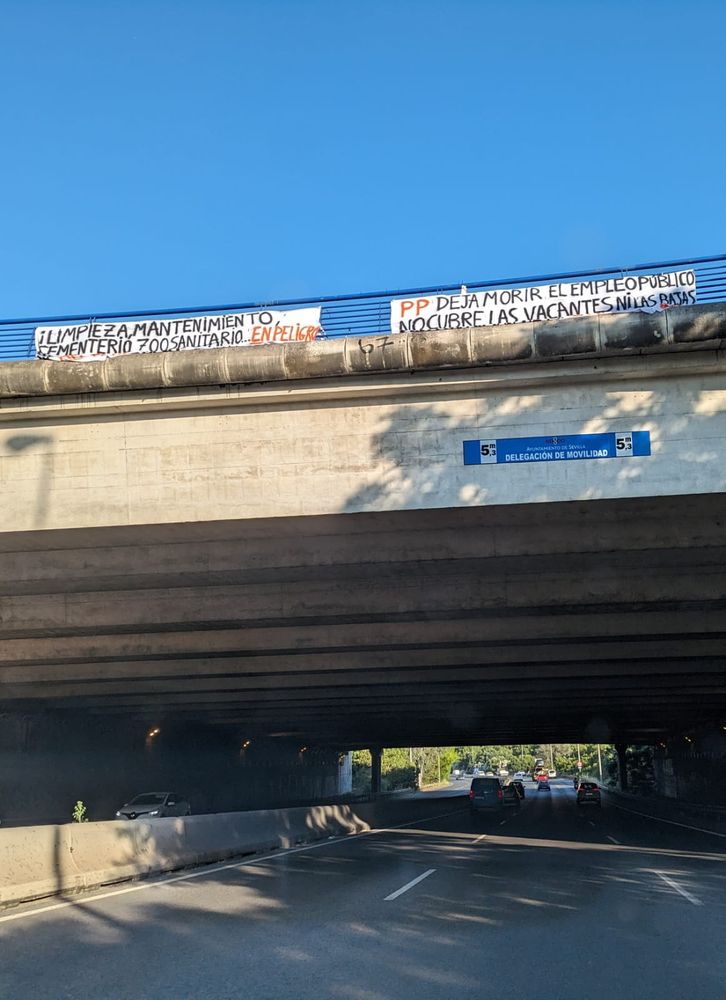 ¡LIMPIEZA, MANTENIMIENTO
CEMENTERIO ZOOSANITARIO.. EN PELIGRO
PP DEJA MORIR EL EMPLEO PÚBLICO
NO CUBRE LAS VACANTES NI LAS BAJAS
67
5,3 m
AYUNTAMIENTO DE SEVILLA
DELEGACIÓN DE MOVILIDAD
5,3 m